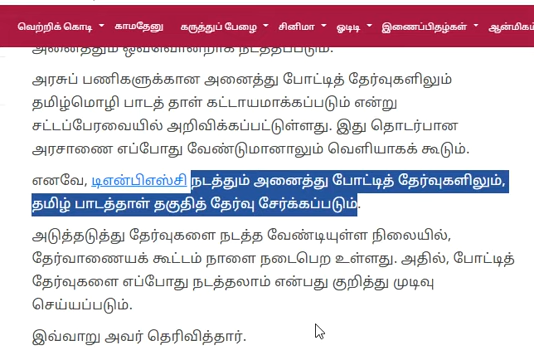 வெற்றிக் கொடி காமதேனு கருத்துப் பேழை சினிமா ஓடிடி இணைப்பிதழ்கள் ஆன்மிகம்
அனைத்தும் ஒவ்வொன்றாக நடத்தப்படும்.
அரசுப் பணிகளுக்கான அனைத்து போட்டித் தேர்வுகளிலும்
தமிழ்மொழி பாடத் தாள் கட்டாயமாக்கப்படும் என்று
சட்டப்பேரவையில் அறிவிக்கப்பட்டுள்ளது. இது தொடர்பான
அரசாணை எப்போது வேண்டுமானாலும் வெளியாகக் கூடும்.
எனவே, டிஎன்பிஎஸ்சி நடத்தும் அனைத்து போட்டித் தேர்வுகளிலும்,
தமிழ் பாடத்தாள் தகுதித் தேர்வு சேர்க்கப்படும்.
அடுத்தடுத்து தேர்வுகளை நடத்த வேண்டியுள்ள நிலையில்,
தேர்வாணையக் கூட்டம் நாளை நடைபெற உள்ளது. அதில், போட்டித்
தேர்வுகளை எப்போது நடத்தலாம் என்பது குறித்து முடிவு
செய்யப்படும்.
இவ்வாறு அவர் தெரிவித்தார்.